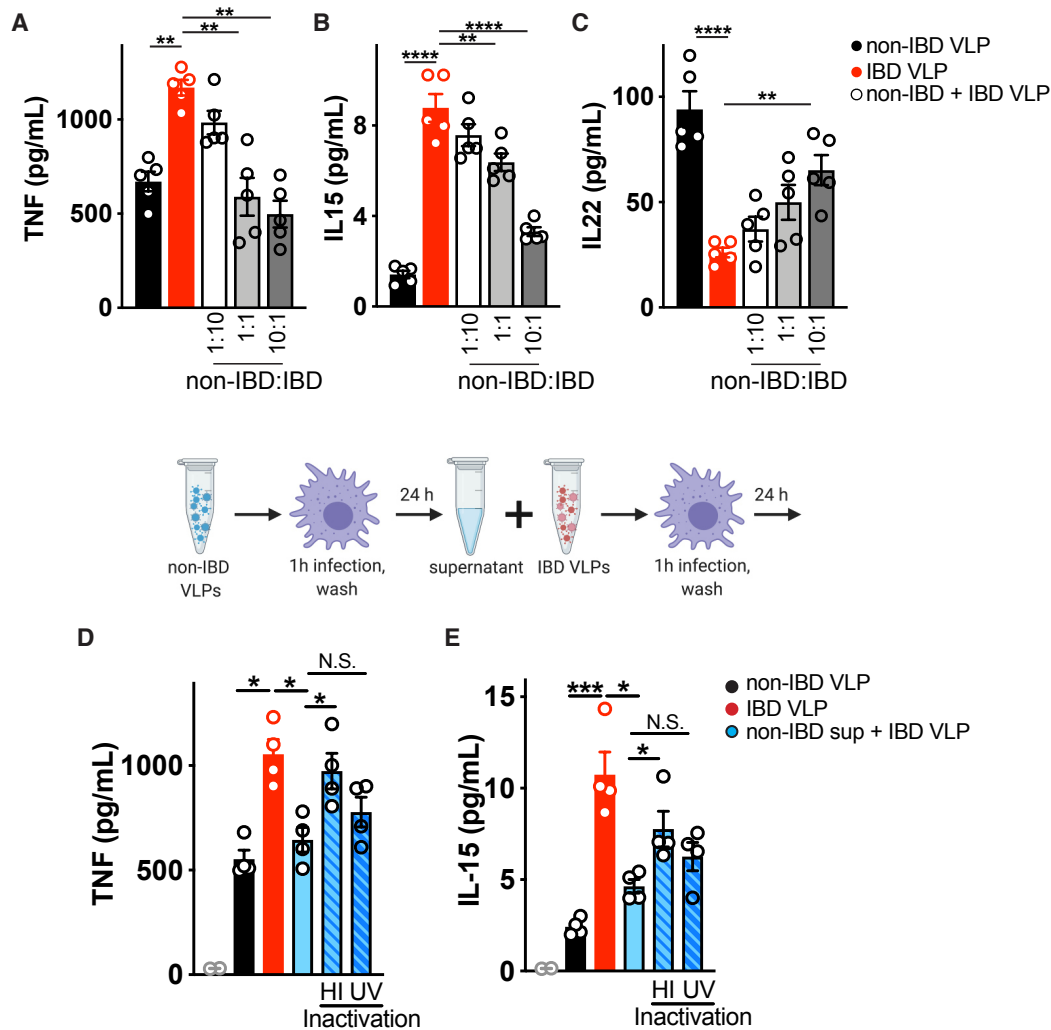 A
TNF (pg/mL)
1000
500
0
**
**
**
1:10
1:1
10:1
non-IBD:IBD
B
IL15 (pg/mL)
8
4
0
****
****
**
1:10
1:1
10:1
non-IBD:IBD
C
IL22 (pg/mL)
100
50
0
****
**
1:10
1:1
10:1
non-IBD:IBD
non-IBD VLP
IBD VLP
non-IBD + IBD VLP
non-IBD
VLPs
1h infection,
wash
24 h
supernatant
+
IBD VLPs
1h infection,
wash
24 h
D
TNF (pg/mL)
1000
500
0
*
*
N.S.
*
HI UV
Inactivation
E
IL-15 (pg/mL)
15
10
5
0
***
*
N.S.
*
HI UV
Inactivation
non-IBD VLP
IBD VLP
non-IBD sup + IBD VLP